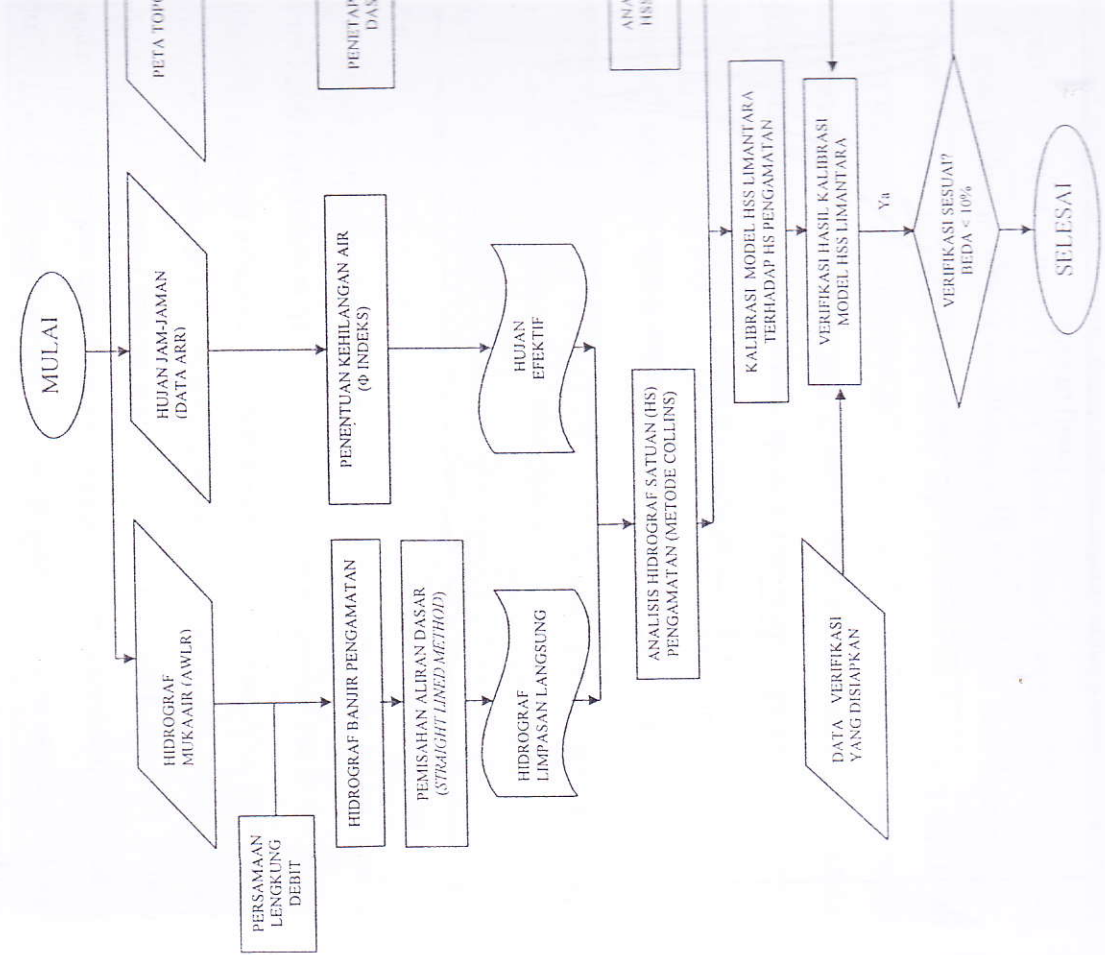 MULAI
HIDROGRAF
MUKAAIR (AWLR)
HUJAN JAM-JAMAN
(DATA ARR)
PETA TOPO
PERSAMAAN
LENGKUNG
DEBIT
HIDROGRAF BANJIR PENGAMATAN
PENENTUAN KEHILANGAN AIR
(Φ INDEKS)
PENETAP
DAS
PEMISAHAN ALIRAN DASAR
(STRAIGHT LINED METHOD)
HIDROGRAF
LIMPASAN LANGSUNG
HUJAN
EFEKTIF
ANA
HSS
ANALISIS HIDROGRAF SATUAN (HS)
PENGAMATAN (METODE COLLINS)
KALIBRASI MODEL HSS LIMANTARA
TERHADAP HS PENGAMATAN
DATA VERIFIKASI
YANG DISIAPKAN
VERIFIKASI HASIL KALIBRASI
MODEL HSS LIMANTARA
Ya
VERIFIKASI SESUAI?
BEDA < 10%
SELESAI